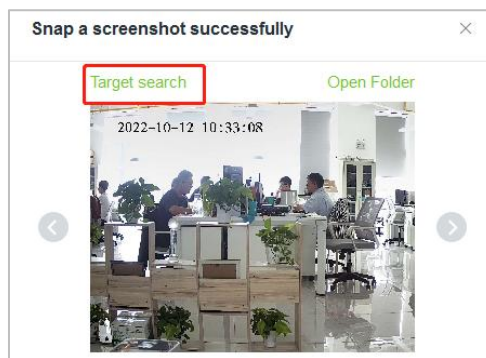 Snap a screenshot successfully
Target search
Open Folder
2022-10-12 10:33:08